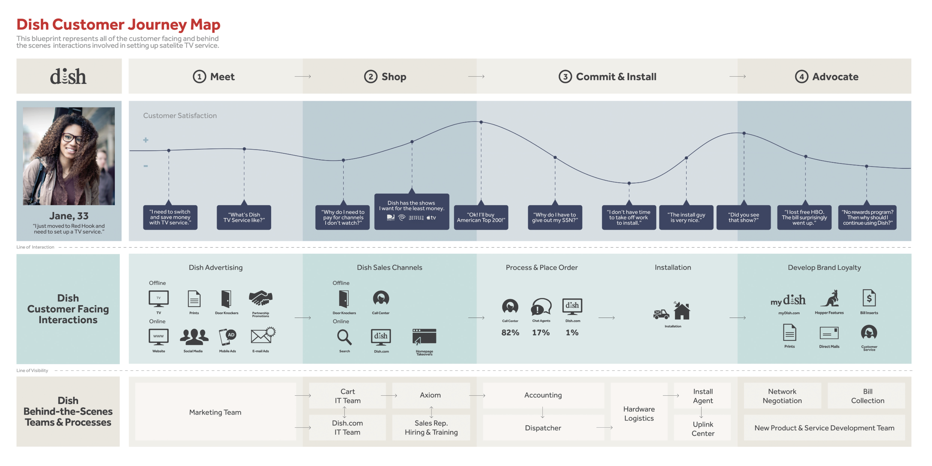 Dish Customer Journey Map
This blueprint represents all of the customer facing and behind
the scenes interactions involved in setting up satelite TV service.
dish
1 Meet
2 Shop
3 Commit & Install
4 Advocate
Customer Satisfaction
+
−
Jane, 33
"I just moved to Red Hook and
need to set up a TV service."
"I need to switch
and save money
with TV service."
"What's Dish
TV Service like?"
"Why do I need to
pay for channels
I don't watch?"
Dish has the shows
I want for the least money.
tv
"Ok! I'll buy
American Top 200!"
"Why do I have to
give out my SSN?"
"I don't have time
to take off work
to install."
"The install guy
is very nice."
"Did you see
that show?"
"I lost free HBO.
The bill surprisingly
went up."
"No rewards program?
Then why should I
continue using Dish?"
Line of Interaction
Dish
Customer Facing
Interactions
Dish Advertising
Offline
TV
TV
Prints
Door Knockers
Partnership
Promotions
Online
www
Website
Social Media
AD
Mobile Ads
E-mail Ads
Dish Sales Channels
Offline
Door Knockers
Call Center
Online
Search
dish
Dish.com
Homepage
Takeovers
Process & Place Order
Call Center
Chat Agents
dish
Dish.com
82%
17%
1%
Installation
Installation
Develop Brand Loyalty
my dish
myDish.com
Hopper Features
$
Bill Inserts
Prints
Direct Mails
Customer
Service
Line of Visibility
Dish
Behind-the-Scenes
Teams & Processes
Marketing Team
Cart
IT Team
Axiom
Dish.com
IT Team
Sales Rep.
Hiring & Training
Accounting
Dispatcher
Hardware
Logistics
Install
Agent
Uplink
Center
Network
Negotiation
Bill
Collection
New Product & Service Development Team